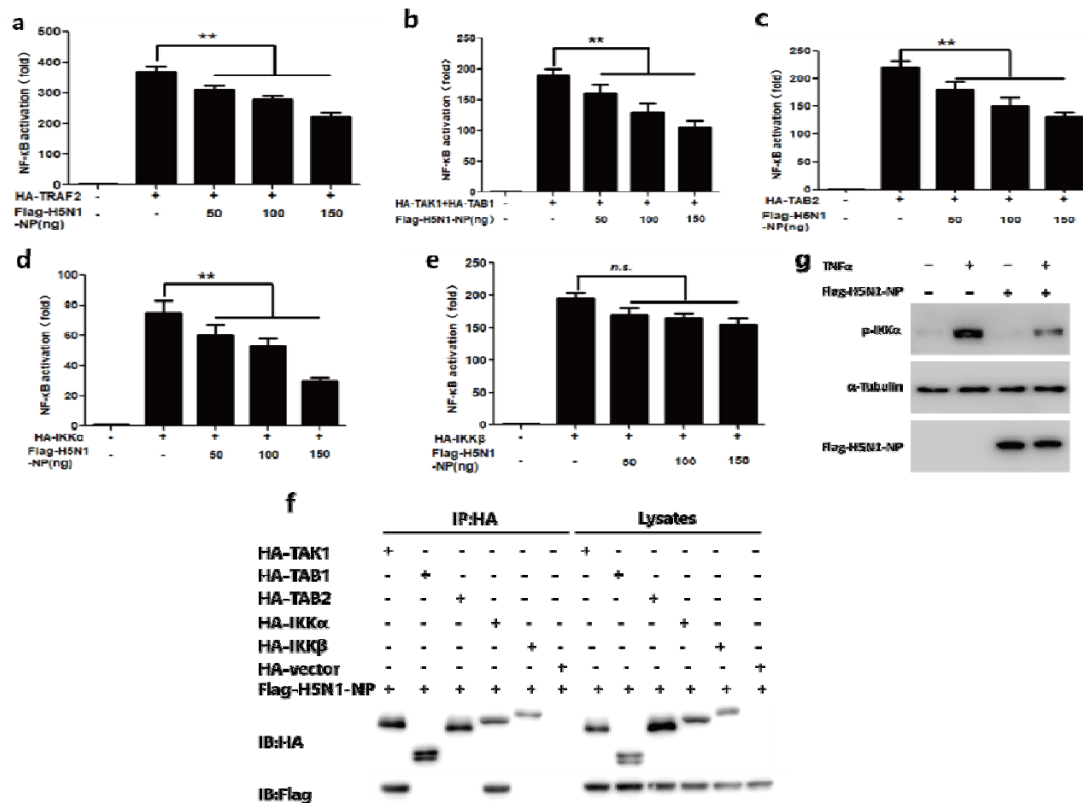 a
NF-κB activation (fold)
500
400
300
200
100
0
**
HA-TRAF2 - + + + +
Flag-H5N1 - - 50 100 150
-NP(ng)
b
NF-κB activation (fold)
250
200
150
100
50
0
**
HA-TAK1+HA-TAB1 - + + + +
Flag-H5N1-NP(ng) - - 50 100 150
c
NF-κB activation (fold)
250
200
150
100
50
0
**
HA-TAB2 - + + + +
Flag-H5N1 - - 50 100 150
-NP(ng)
d
NF-κB activation (fold)
100
80
60
40
20
0
**
HA-IKKα - + + + +
Flag-H5N1 - - 50 100 150
-NP(ng)
e
NF-κB activation (fold)
250
200
150
100
50
0
n.s.
HA-IKKβ - + + + +
Flag-H5N1 - - 50 100 150
-NP(ng)
g
TNFα - + - +
Flag-H5N1-NP - - + +
p-IKKα
α-Tubulin
Flag-H5N1-NP
f
IP:HA Lysates
HA-TAK1 + - - - - - + - - - - -
HA-TAB1 - + - - - - - + - - - -
HA-TAB2 - - + - - - - - + - - -
HA-IKKα - - - + - - - - - + - -
HA-IKKβ - - - - + - - - - - + -
HA-vector - - - - - + - - - - - +
Flag-H5N1-NP + + + + + + + + + + + +
IB:HA
IB:Flag